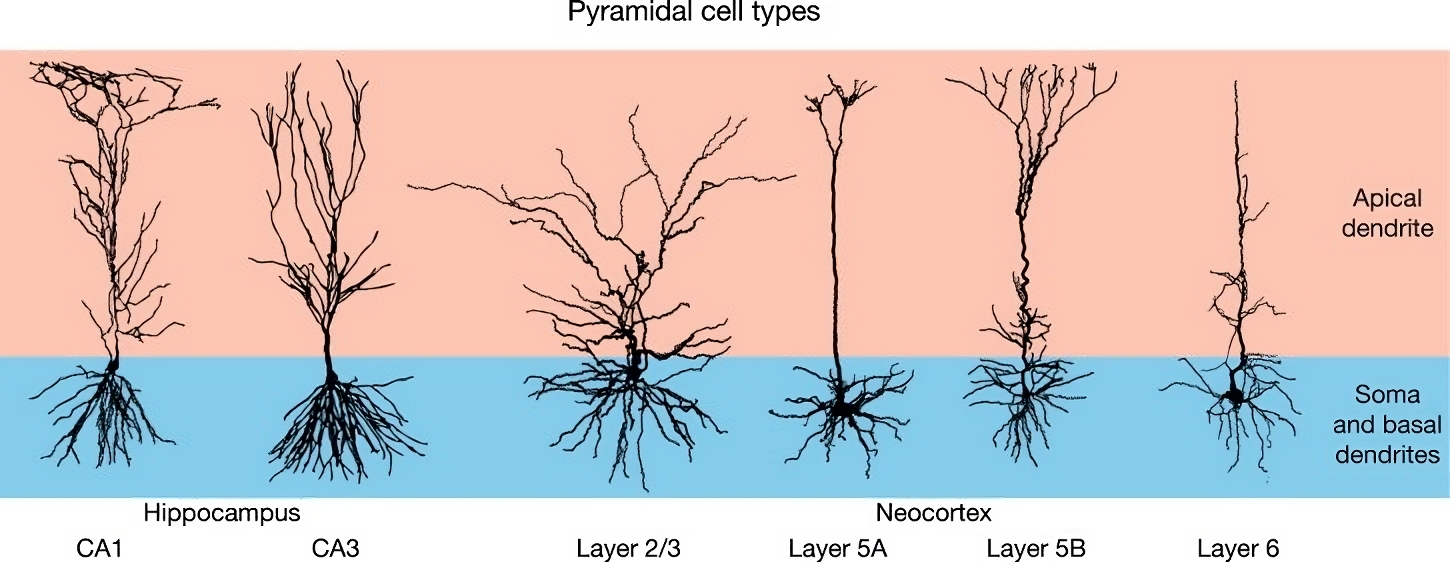 Pyramidal cell types
Apical
dendrite
Soma
and basal
dendrites
Hippocampus
Neocortex
CA1
CA3
Layer 2/3
Layer 5A
Layer 5B
Layer 6